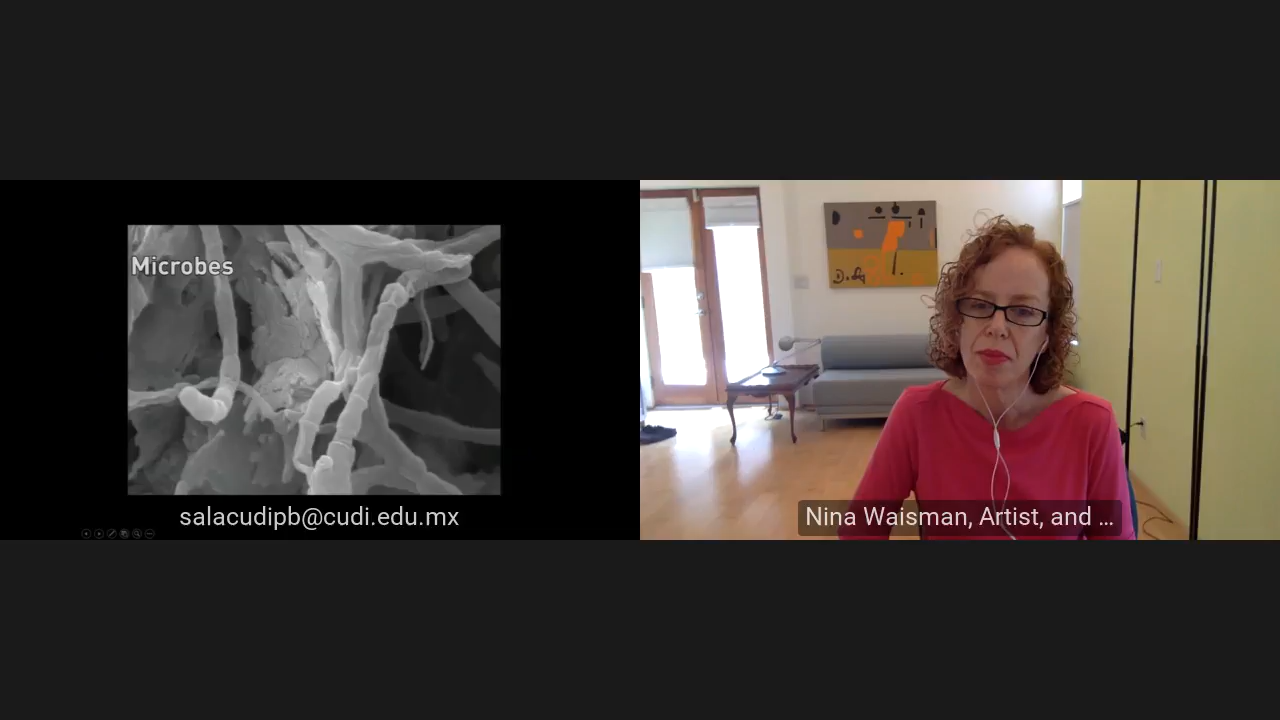 Microbes
salacudipb@cudi.edu.mx
Nina Waisman, Artist, and ...